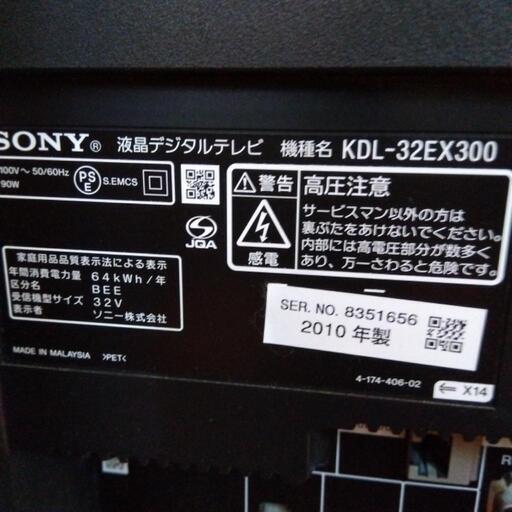 SONY® 液晶デジタルテレビ 機種名 KDL-32EX300
100V～50/60Hz
90W
PSE
S.EMCS
JQA
警告
感電
高圧注意
サービスマン以外の方は
裏ぶたをあけないでください。
内部には高電圧部分が数多く
あり、万一さわると危険です。
家庭用品品質表示法による表示
年間消費電力量 64kWh/年
区分名 BEE
受信機型サイズ 32V
表示者 ソニー株式会社
SER. NO. 8351656
2010 年製
MADE IN MALAYSIA >PET<
4-174-406-02
X14
R